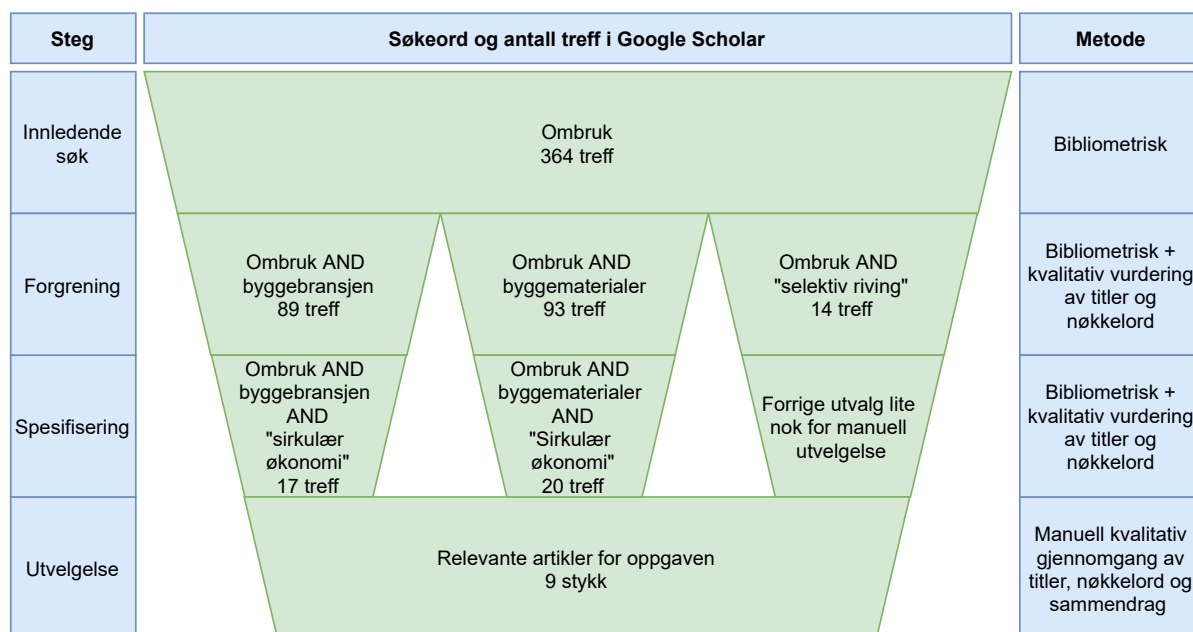 Steg
Søkeord og antall treff i Google Scholar
Metode
Innledende
søk
Ombruk
364 treff
Bibliometrisk
Forgrening
Ombruk AND
byggebransjen
89 treff
Ombruk AND
byggematerialer
93 treff
Ombruk AND
"selektiv riving"
14 treff
Bibliometrisk +
kvalitativ vurdering
av titler og
nøkkelord
Spesifisering
Ombruk AND
byggebransjen
AND
"sirkulær
økonomi"
17 treff
Ombruk AND
byggematerialer
AND
"Sirkulær
økonomi"
20 treff
Forrige utvalg lite
nok for manuell
utvelgelse
Bibliometrisk +
kvalitativ vurdering
av titler og
nøkkelord
Utvelgelse
Relevante artikler for oppgaven
9 stykk
Manuell kvalitativ
gjennomgang av
titler, nøkkelord og
sammendrag